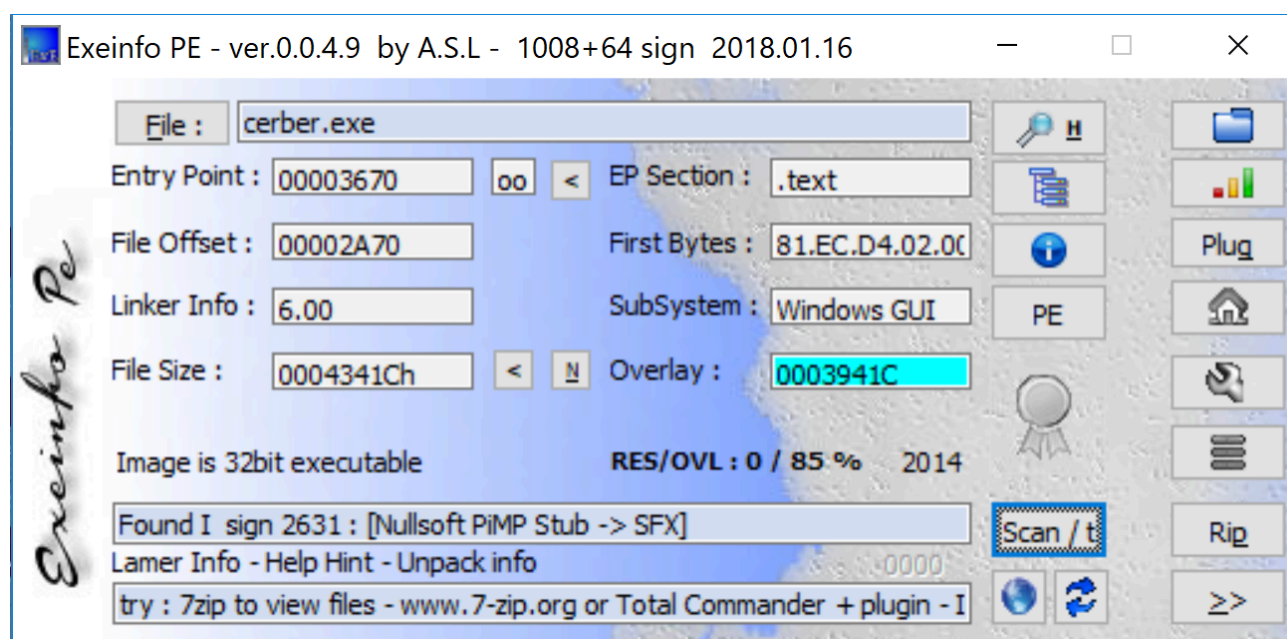 Exeinfo PE - ver.0.0.4.9 by A.S.L - 1008+64 sign 2018.01.16
File : cerber.exe H
Entry Point : 00003670 oo < EP Section : .text
File Offset : 00002A70 First Bytes : 81.EC.D4.02.0( Plug
Linker Info : 6.00 SubSystem : Windows GUI PE
File Size : 0004341Ch < N Overlay : 0003941C
Image is 32bit executable RES/OVL : 0 / 85 % 2014
Found I sign 2631 : [Nullsoft PiMP Stub -> SFX] Scan / t Rip
Lamer Info - Help Hint - Unpack info 0000
try : 7zip to view files - www.7-zip.org or Total Commander + plugin - I >>
Exeinfo Pe